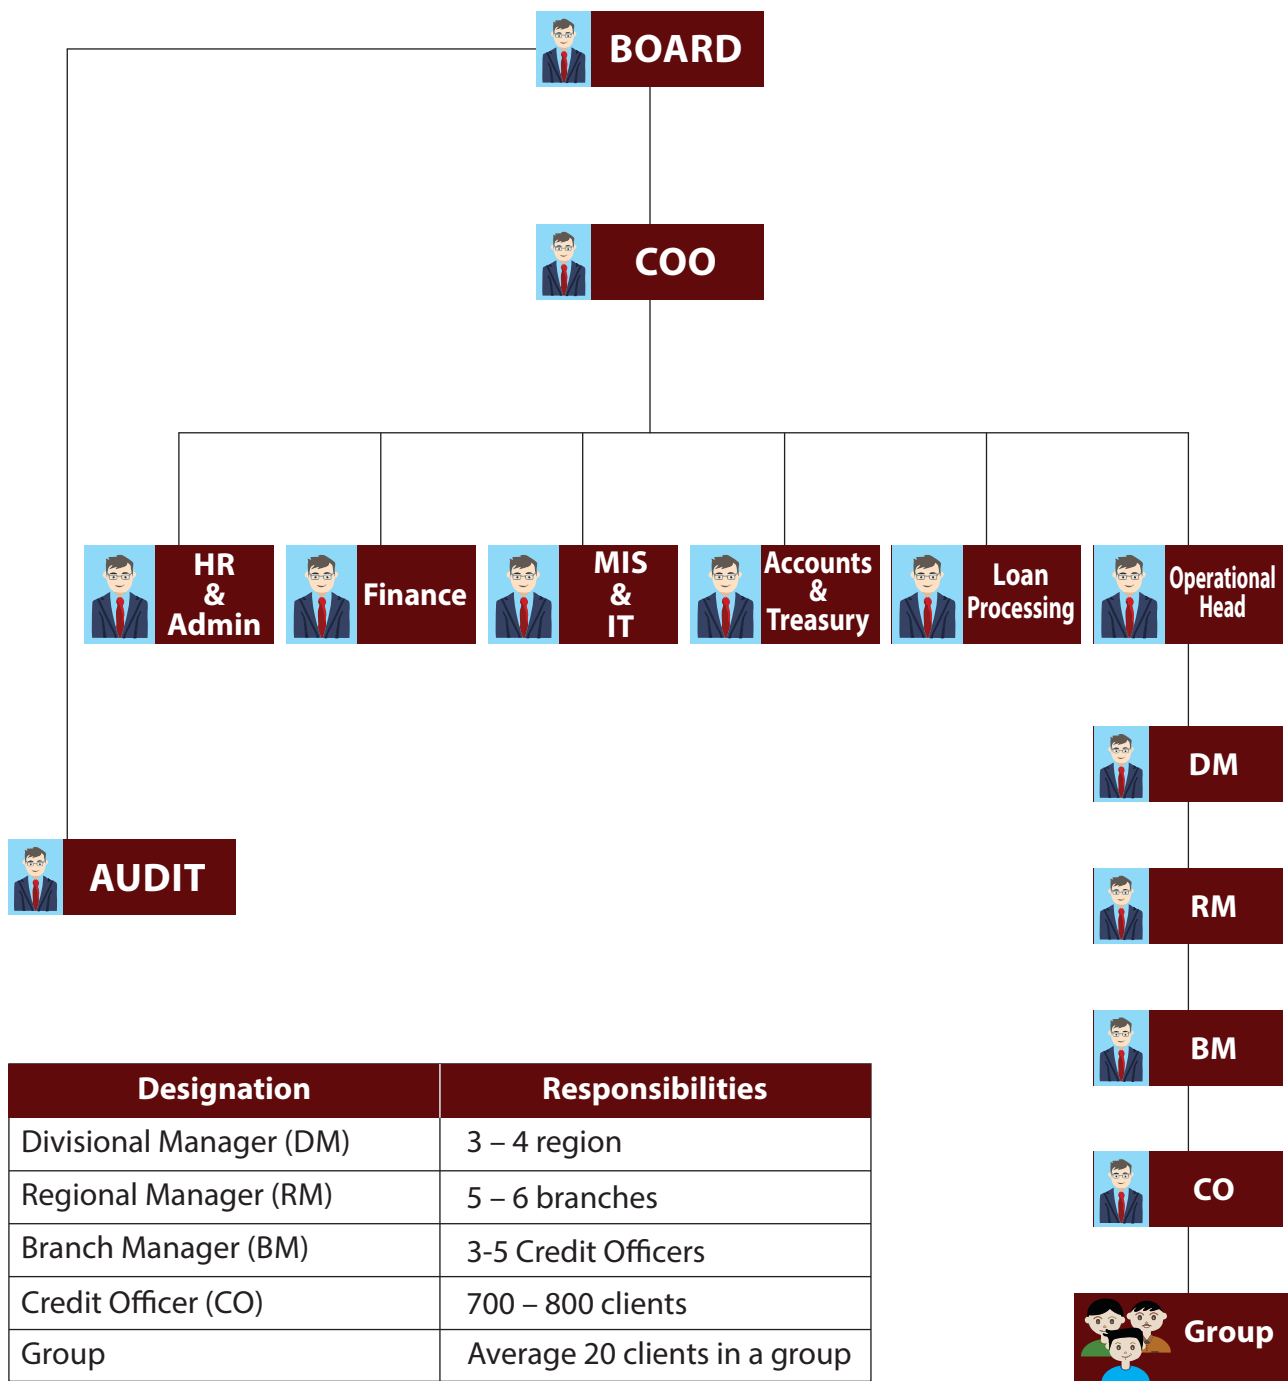 BOARD
COO
HR
&
Admin
Finance
MIS
&
IT
Accounts
&
Treasury
Loan
Processing
Operational
Head
DM
AUDIT
RM
BM
CO
Group
Designation Responsibilities
Divisional Manager (DM) 3 – 4 region
Regional Manager (RM) 5 – 6 branches
Branch Manager (BM) 3-5 Credit Officers
Credit Officer (CO) 700 – 800 clients
Group Average 20 clients in a group